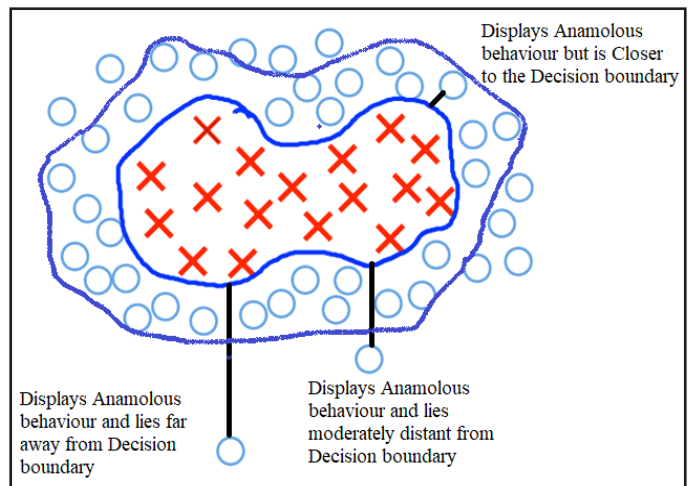 Displays Anamolous
behaviour but is Closer
to the Decision boundary
Displays Anamolous
behaviour and lies far
away from Decision
boundary
Displays Anamolous
behaviour and lies
moderately distant from
Decision boundary